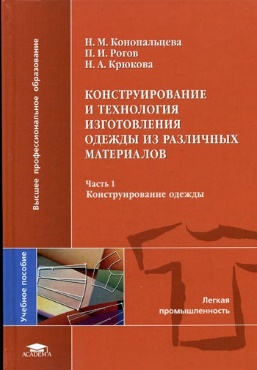 Н. М. Конопальцева
П. И. Рогов
Н. А. Крюкова
КОНСТРУИРОВАНИЕ
И ТЕХНОЛОГИЯ
ИЗГОТОВЛЕНИЯ
ОДЕЖДЫ ИЗ РАЗЛИЧНЫХ
МАТЕРИАЛОВ
Часть 1
Конструирование одежды
Высшее профессиональное образование
Учебное пособие
Легкая
промышленность
ACADEMA